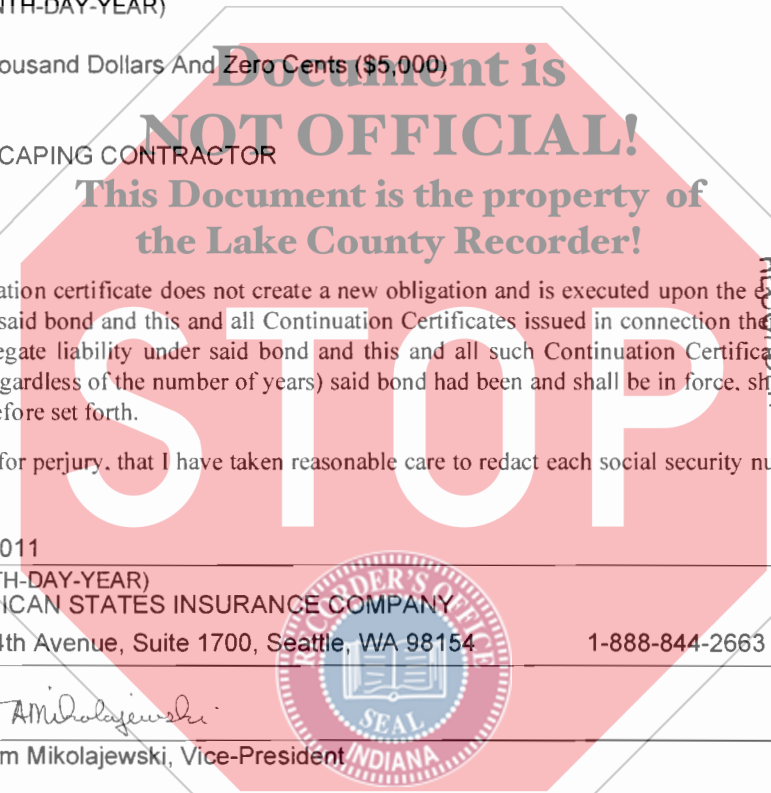 NTH-DAY-YEAR)
ousand Dollars And Zero Cents ($5,000)
Document is
NOT OFFICIAL!
CAPING CONTRACTOR
This Document is the property of
the Lake County Recorder!
ation certificate does not create a new obligation and is executed upon the
said bond and this and all Continuation Certificates issued in connection
egate liability under said bond and this and all such Continuation Certifica
gardless of the number of years) said bond had been and shall be in force, sh
efore set forth.
STOP
for perjury, that I have taken reasonable care to redact each social security nu
011
TH-DAY-YEAR)
ICAN STATES INSURANCE COMPANY
4th Avenue, Suite 1700, Seattle, WA 98154 1-888-844-2663
RECORDER'S OFFICE
SEAL
INDIANA
AMikolajewski
m Mikolajewski, Vice-President